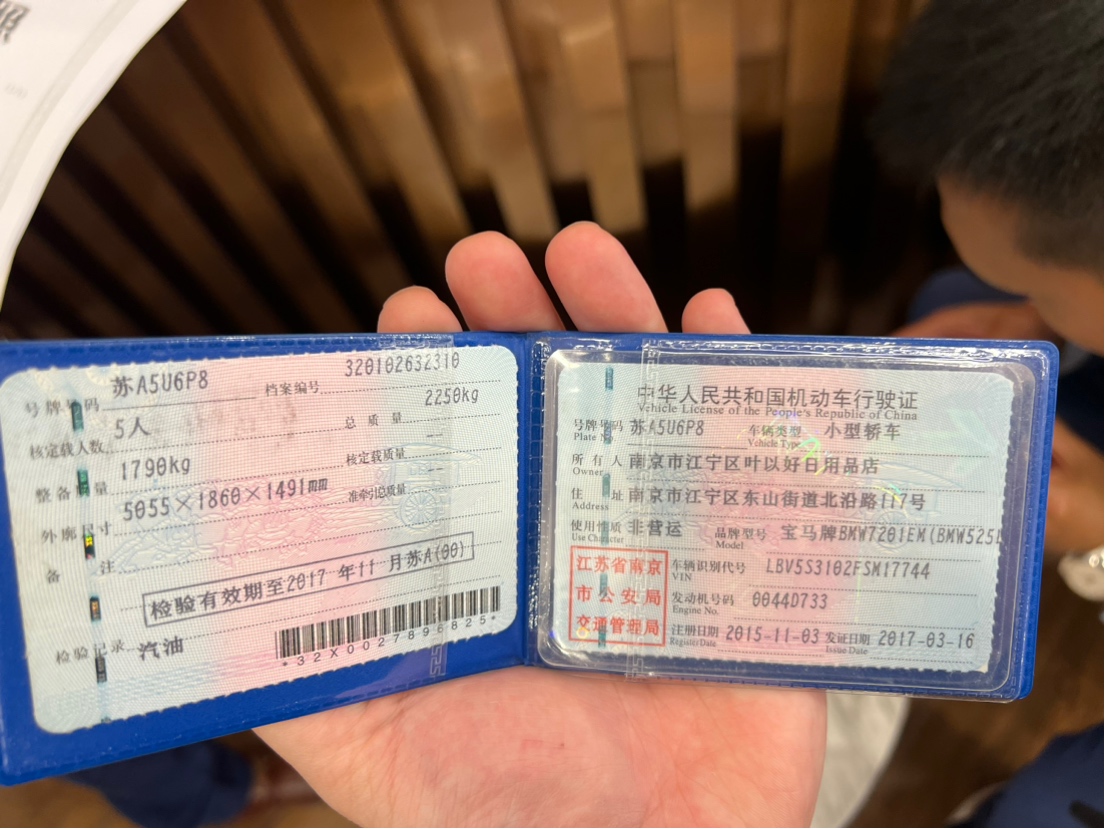 号牌号码 苏A5U6P8 档案编号 320102632310
核定载人数 5人 总质量 2250kg
整备质量 1790kg 核定载质量 --
外廓尺寸 5055×1860×1491mm 准牵引总质量 --
备注
检验有效期至2017年11月苏A(00)
检验记录 汽油
*32X0027896825*
中华人民共和国机动车行驶证
Vehicle License of the People's Republic of China
号牌号码 苏A5U6P8 车辆类型 小型轿车
Plate No. Vehicle Type
所有人 南京市江宁区叶以好日用品店
Owner
住址 南京市江宁区东山街道北沿路117号
Address
使用性质 非营运 品牌型号 宝马牌BMW7201EM(BMW525L
Use Character Model
江苏省南京
市公安局
交通管理局
车辆识别代号 LBV5S3102FSM17744
VIN
发动机号码 0044D733
Engine No.
注册日期 2015-11-03 发证日期 2017-03-16
Register Date Issue Date